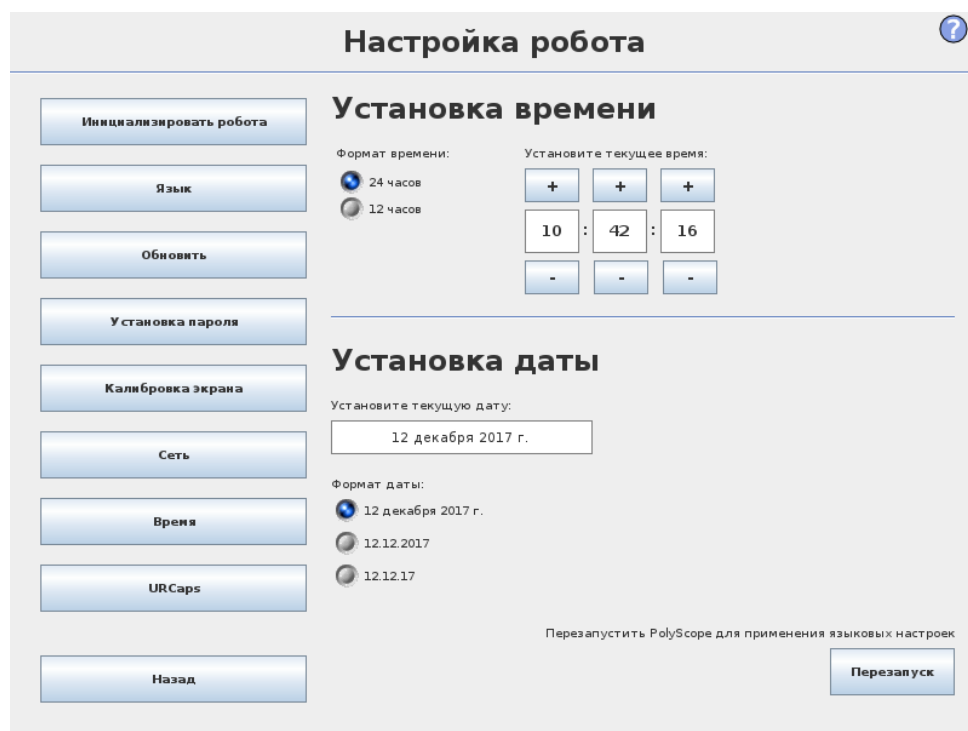 Настройка робота
?
Инициализировать робота
Язык
Обновить
Установка пароля
Калибровка экрана
Сеть
Время
URCaps
Назад
Установка времени
Формат времени:
24 часов
12 часов
Установите текущее время:
+ + +
10 : 42 : 16
- - -
Установка даты
Установите текущую дату:
12 декабря 2017 г.
Формат даты:
12 декабря 2017 г.
12.12.2017
12.12.17
Перезапустить PolyScope для применения языковых настроек
Перезапуск